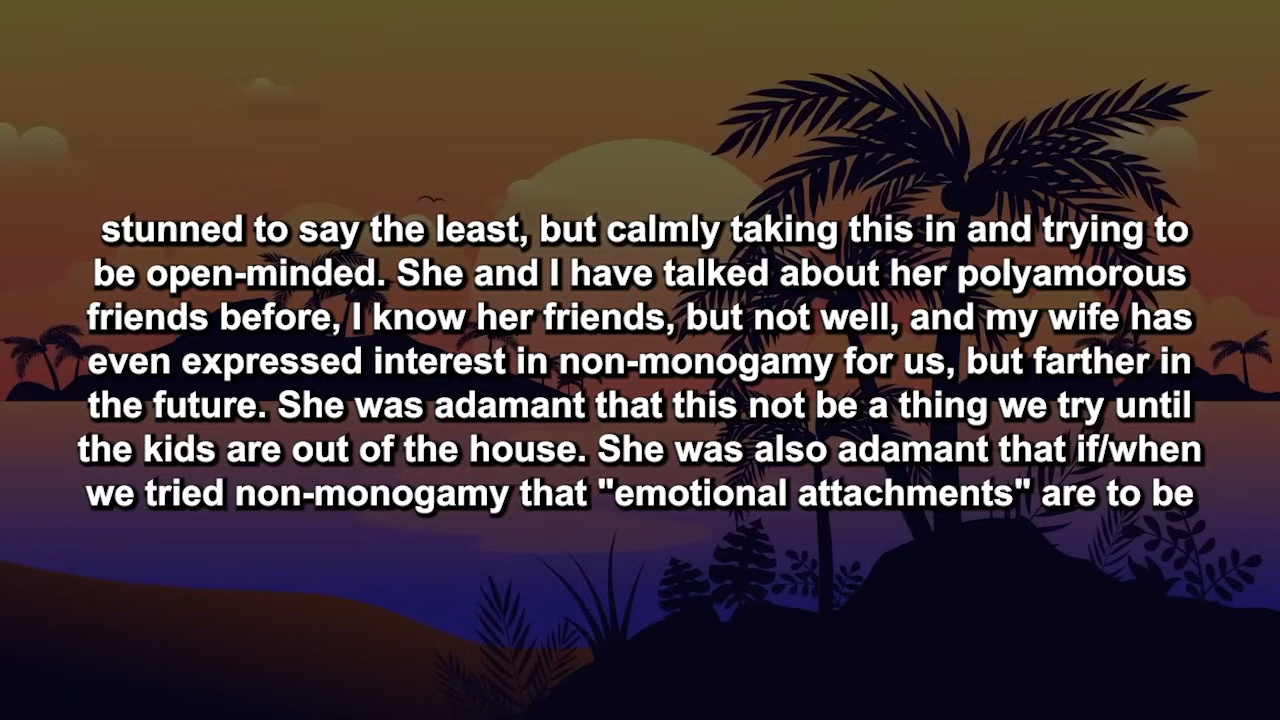 stunned to say the least, but calmly taking this in and trying to
be open-minded. She and I have talked about her polyamorous
friends before, I know her friends, but not well, and my wife has
even expressed interest in non-monogamy for us, but farther in
the future. She was adamant that this not be a thing we try until
the kids are out of the house. She was also adamant that if/when
we tried non-monogamy that "emotional attachments" are to be